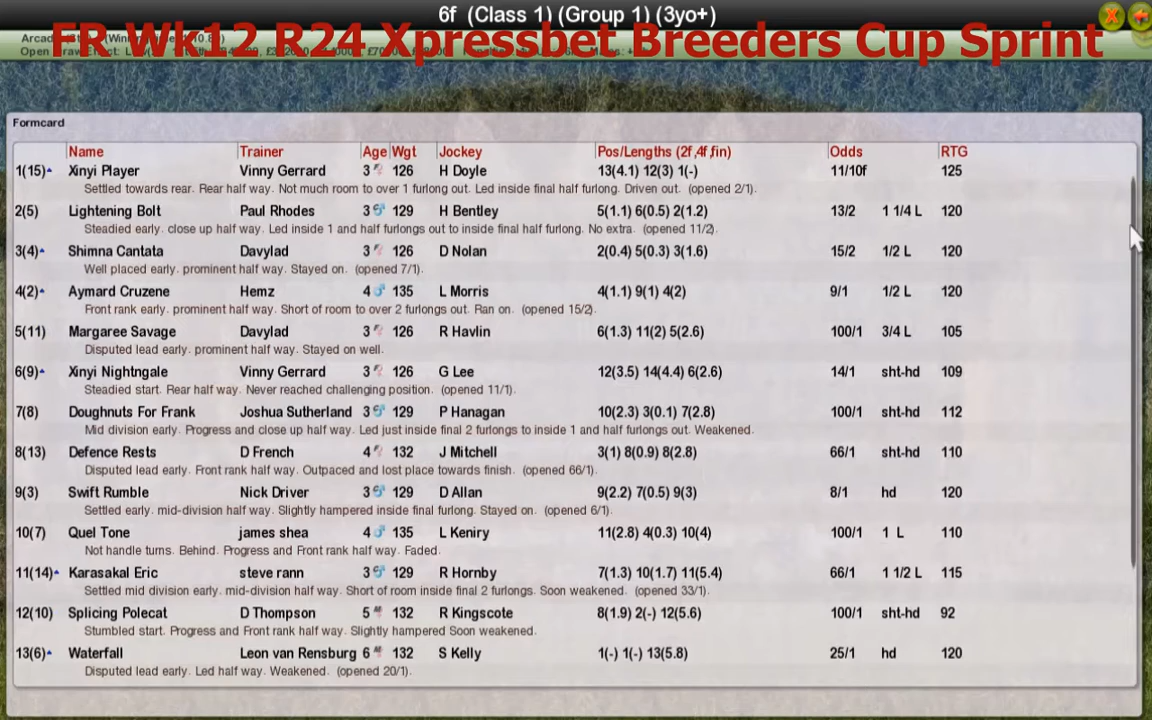 6f (Class 1) (Group 1) (3yo+)
FR Wk12 R24 Xpressbet Breeders Cup Sprint
Formcard
Name Trainer Age Wgt Jockey Pos/Lengths (2f,4f,fin) Odds RTG
1(15) Xinyi Player Vinny Gerrard 3 126 H Doyle 13(4.1) 12(3) 1(-) 11/10f 125
Settled towards rear. Rear half way. Not much room to over 1 furlong out. Led inside final half furlong. Driven out. (opened 2/1).
2(5) Lightening Bolt Paul Rhodes 3 129 H Bentley 5(1.1) 6(0.5) 2(1.2) 13/2 1 1/4 L 120
Steadied early. close up half way. Led inside 1 and half furlongs out to inside final half furlong. No extra. (opened 11/2).
3(4) Shimna Cantata Davylad 3 126 D Nolan 2(0.4) 5(0.3) 3(1.6) 15/2 1/2 L 120
Well placed early. prominent half way. Stayed on. (opened 7/1).
4(2) Aymard Cruzene Hemz 4 135 L Morris 4(1.1) 9(1) 4(2) 9/1 1/2 L 120
Front rank early. prominent half way. Short of room to over 2 furlongs out. Ran on. (opened 15/2).
5(11) Margaree Savage Davylad 3 126 R Havlin 6(1.3) 11(2) 5(2.6) 100/1 3/4 L 105
Disputed lead early. prominent half way. Stayed on well.
6(9) Xinyi Nightngale Vinny Gerrard 3 126 G Lee 12(3.5) 14(4.4) 6(2.6) 14/1 sht-hd 109
Steadied start. Rear half way. Never reached challenging position. (opened 11/1).
7(8) Doughnuts For Frank Joshua Sutherland 3 129 P Hanagan 10(2.3) 3(0.1) 7(2.8) 100/1 sht-hd 112
Mid division early. Progress and close up half way. Led just inside final 2 furlongs to inside 1 and half furlongs out. Weakened.
8(13) Defence Rests D French 4 132 J Mitchell 3(1) 8(0.9) 8(2.8) 66/1 sht-hd 110
Disputed lead early. Front rank half way. Outpaced and lost place towards finish. (opened 66/1).
9(3) Swift Rumble Nick Driver 3 129 D Allan 9(2.2) 7(0.5) 9(3) 8/1 hd 120
Settled early. mid-division half way. Slightly hampered inside final furlong. Stayed on. (opened 6/1).
10(7) Quel Tone james shea 4 135 L Keniry 11(2.8) 4(0.3) 10(4) 100/1 1 L 110
Not handle turns. Behind. Progress and Front rank half way. Faded.
11(14) Karasakal Eric steve rann 3 129 R Hornby 7(1.3) 10(1.7) 11(5.4) 66/1 1 1/2 L 115
Settled mid division early. mid-division half way. Short of room inside final 2 furlongs. Soon weakened. (opened 33/1).
12(10) Splicing Polecat D Thompson 5 132 R Kingscote 8(1.9) 2(-) 12(5.6) 100/1 sht-hd 92
Stumbled start. Progress and Front rank half way. Slightly hampered Soon weakened.
13(6) Waterfall Leon van Rensburg 6 132 S Kelly 1(-) 1(-) 13(5.8) 25/1 hd 120
Disputed lead early. Led half way. Weakened. (opened 20/1).